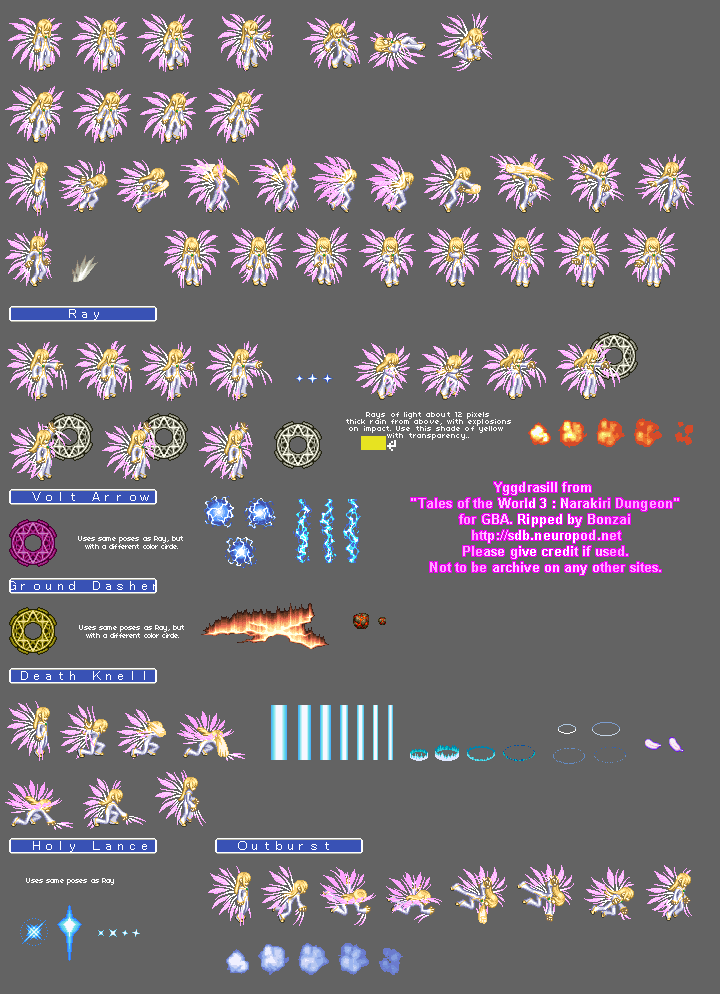 Ray
Rays of light about 12 pixels
thick rain from above, with explosions
on impact. Use this shade of yellow
with transparency..
Volt Arrow
Yggdrasill from
"Tales of the World 3 : Narakiri Dungeon"
for GBA. Ripped by Bonzai
http://sdb.neuropod.net
Please give credit if used.
Not to be archive on any other sites.
Uses same poses as Ray, but
with a different color circle.
Ground Dasher
Uses same poses as Ray, but
with a different color circle.
Death Knell
Holy Lance
Outburst
Uses same poses as Ray